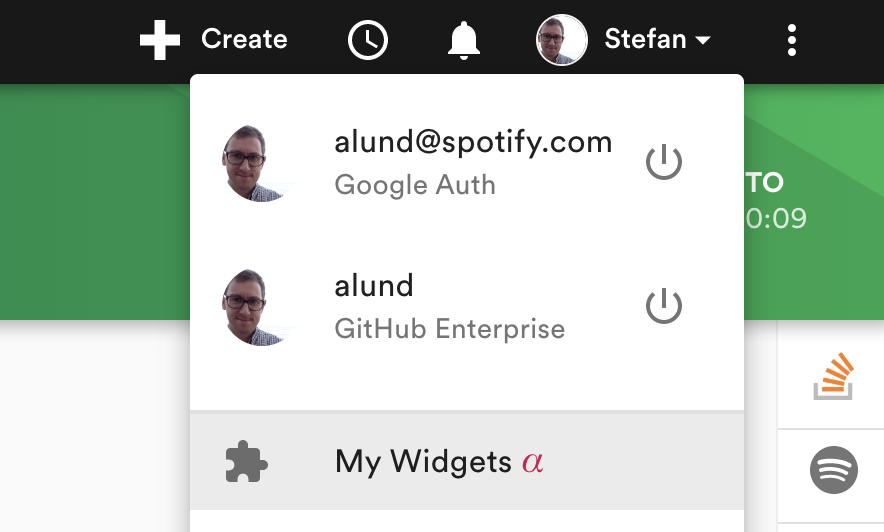 Create
Stefan
alund@spotify.com
Google Auth
TO
0:09
alund
GitHub Enterprise
My Widgets α